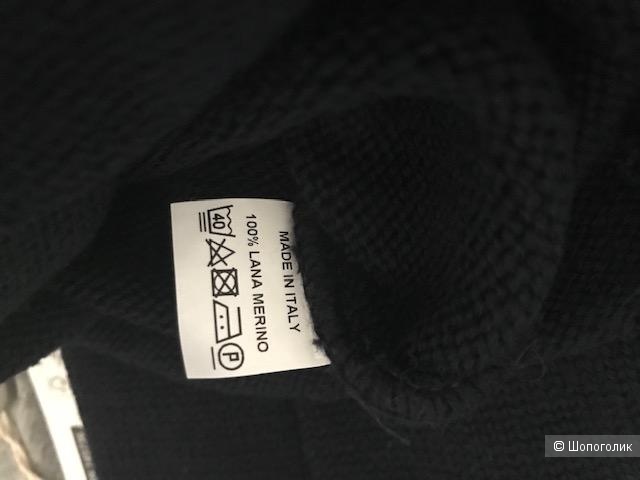 MADE IN ITALY
100% LANA MERINO
40
P
© Шопоголик